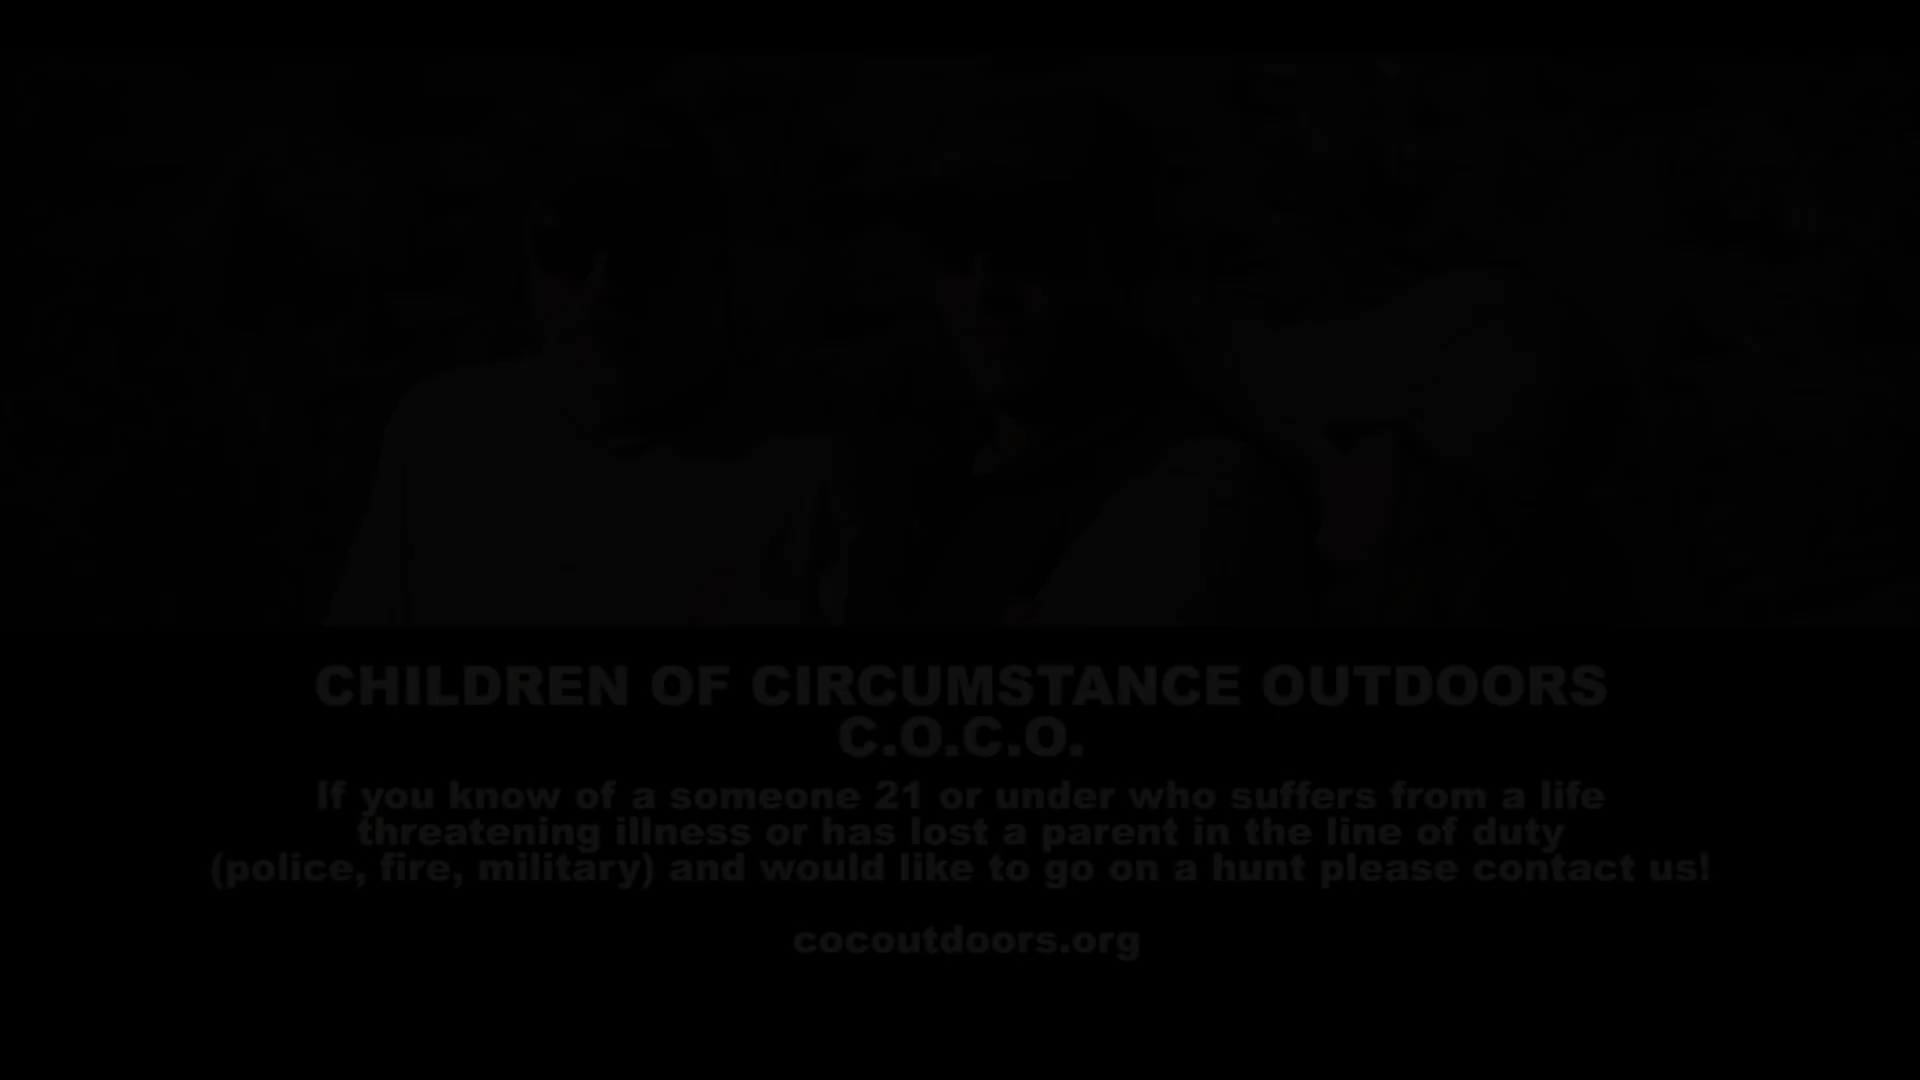 CHILDREN OF CIRCUMSTANCE OUTDOORS
C.O.C.O.
If you know of a someone 21 or under who suffers from a life
threatening illness or has lost a parent in the line of duty
(police, fire, military) and would like to go on a hunt please contact us!
cocoutdoors.org